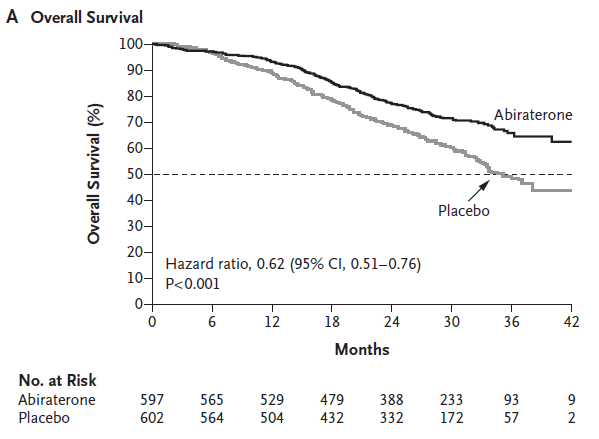 A Overall Survival
Overall Survival (%)
100
90
80
70
60
50
40
30
20
10
0
Abiraterone
Placebo
Hazard ratio, 0.62 (95% CI, 0.51–0.76)
P<0.001
0 6 12 18 24 30 36 42
Months
No. at Risk
Abiraterone 597 565 529 479 388 233 93 9
Placebo 602 564 504 432 332 172 57 2